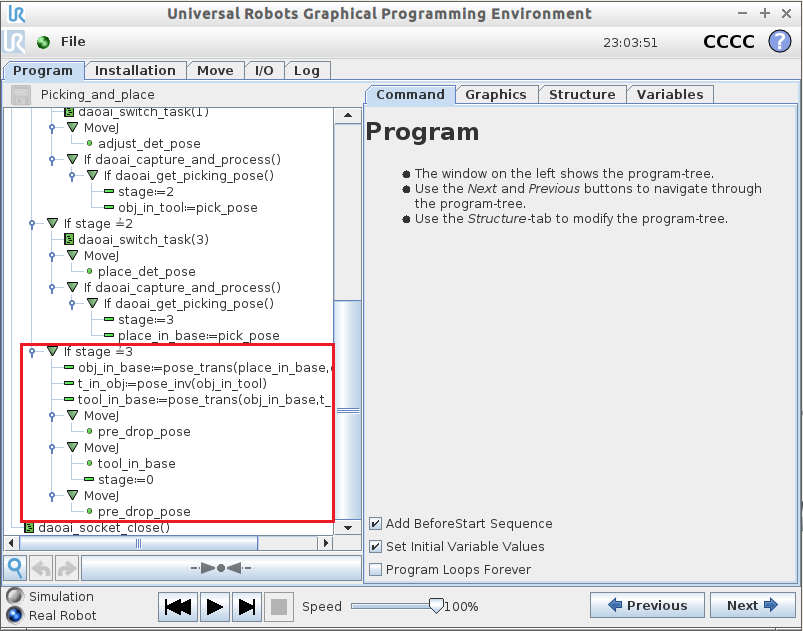 Universal Robots Graphical Programming Environment
File
23:03:51
CCCC
?
Program
Installation
Move
I/O
Log
Picking_and_place
daoai_switch_task(1)
MoveJ
adjust_det_pose
If daoai_capture_and_process()
If daoai_get_picking_pose()
stage≔2
obj_in_tool≔pick_pose
If stage ≟2
daoai_switch_task(3)
MoveJ
place_det_pose
If daoai_capture_and_process()
If daoai_get_picking_pose()
stage≔3
place_in_base≔pick_pose
If stage ≟3
obj_in_base≔pose_trans(place_in_base,
t_in_obj≔pose_inv(obj_in_tool)
tool_in_base≔pose_trans(obj_in_base,t_
MoveJ
pre_drop_pose
MoveJ
tool_in_base
stage≔0
MoveJ
pre_drop_pose
daoai_socket_close()
Command
Graphics
Structure
Variables
Program
● The window on the left shows the program-tree.
● Use the Next and Previous buttons to navigate through
the program-tree.
● Use the Structure-tab to modify the program-tree.
Add BeforeStart Sequence
Set Initial Variable Values
Program Loops Forever
Simulation
Real Robot
Speed
100%
Previous
Next